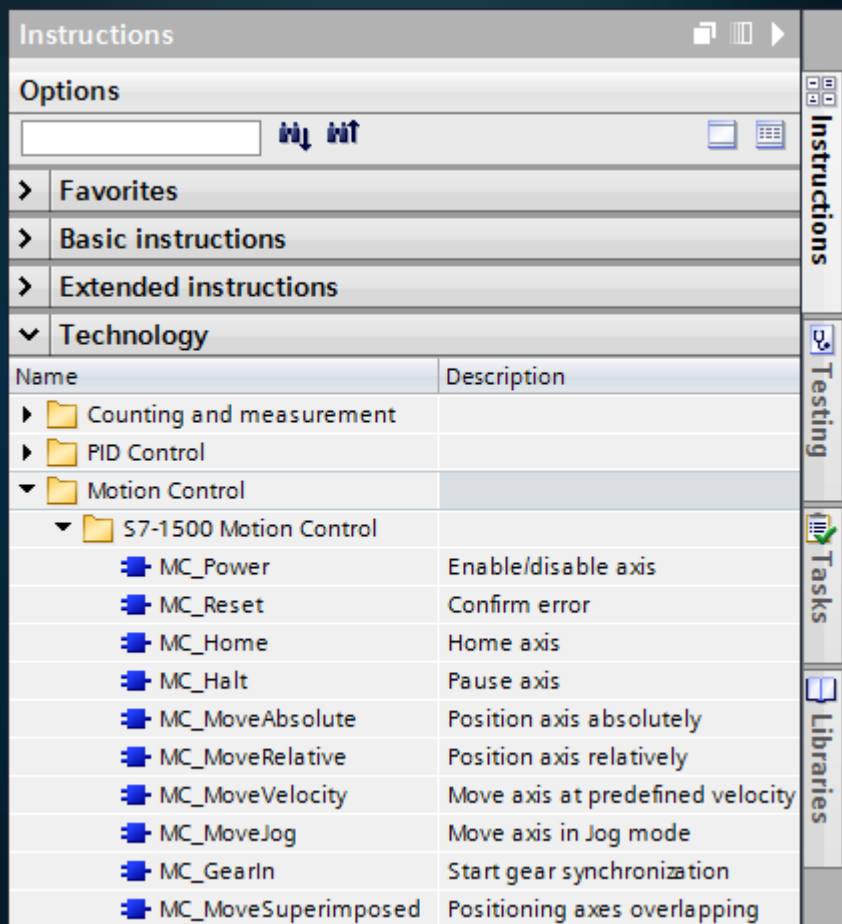 Instructions
Options
Favorites
Basic instructions
Extended instructions
Technology
Name Description
Counting and measurement
PID Control
Motion Control
S7-1500 Motion Control
MC_Power Enable/disable axis
MC_Reset Confirm error
MC_Home Home axis
MC_Halt Pause axis
MC_MoveAbsolute Position axis absolutely
MC_MoveRelative Position axis relatively
MC_MoveVelocity Move axis at predefined velocity
MC_MoveJog Move axis in Jog mode
MC_GearIn Start gear synchronization
MC_MoveSuperimposed Positioning axes overlapping
Instructions
Testing
Tasks
Libraries